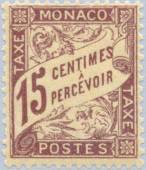 MONACO
TAXE
15
CENTIMES
À
PERCEVOIR
TAXE
POSTES